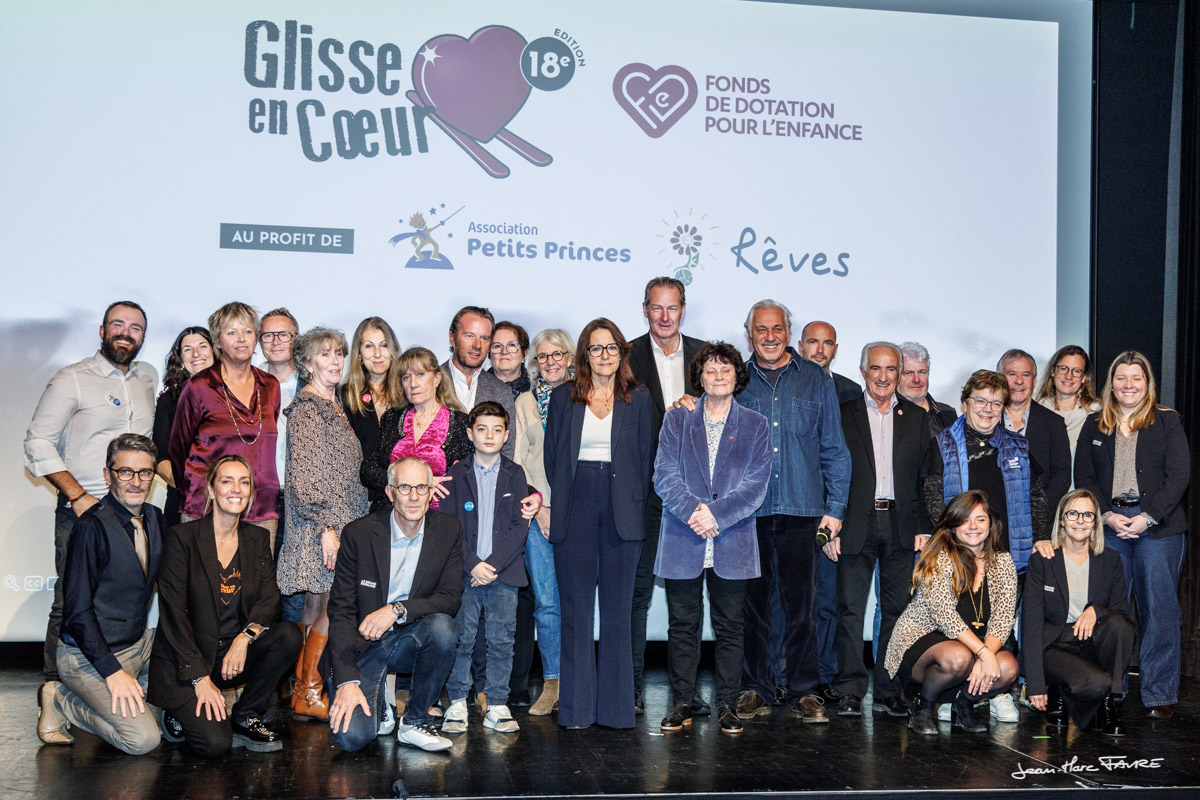 Glisse
en Cœur
18e
EDITION
FONDS
DE DOTATION
POUR L'ENFANCE
AU PROFIT DE
Association
Petits Princes
Rêves
CC
Jean-Marc FAVRE